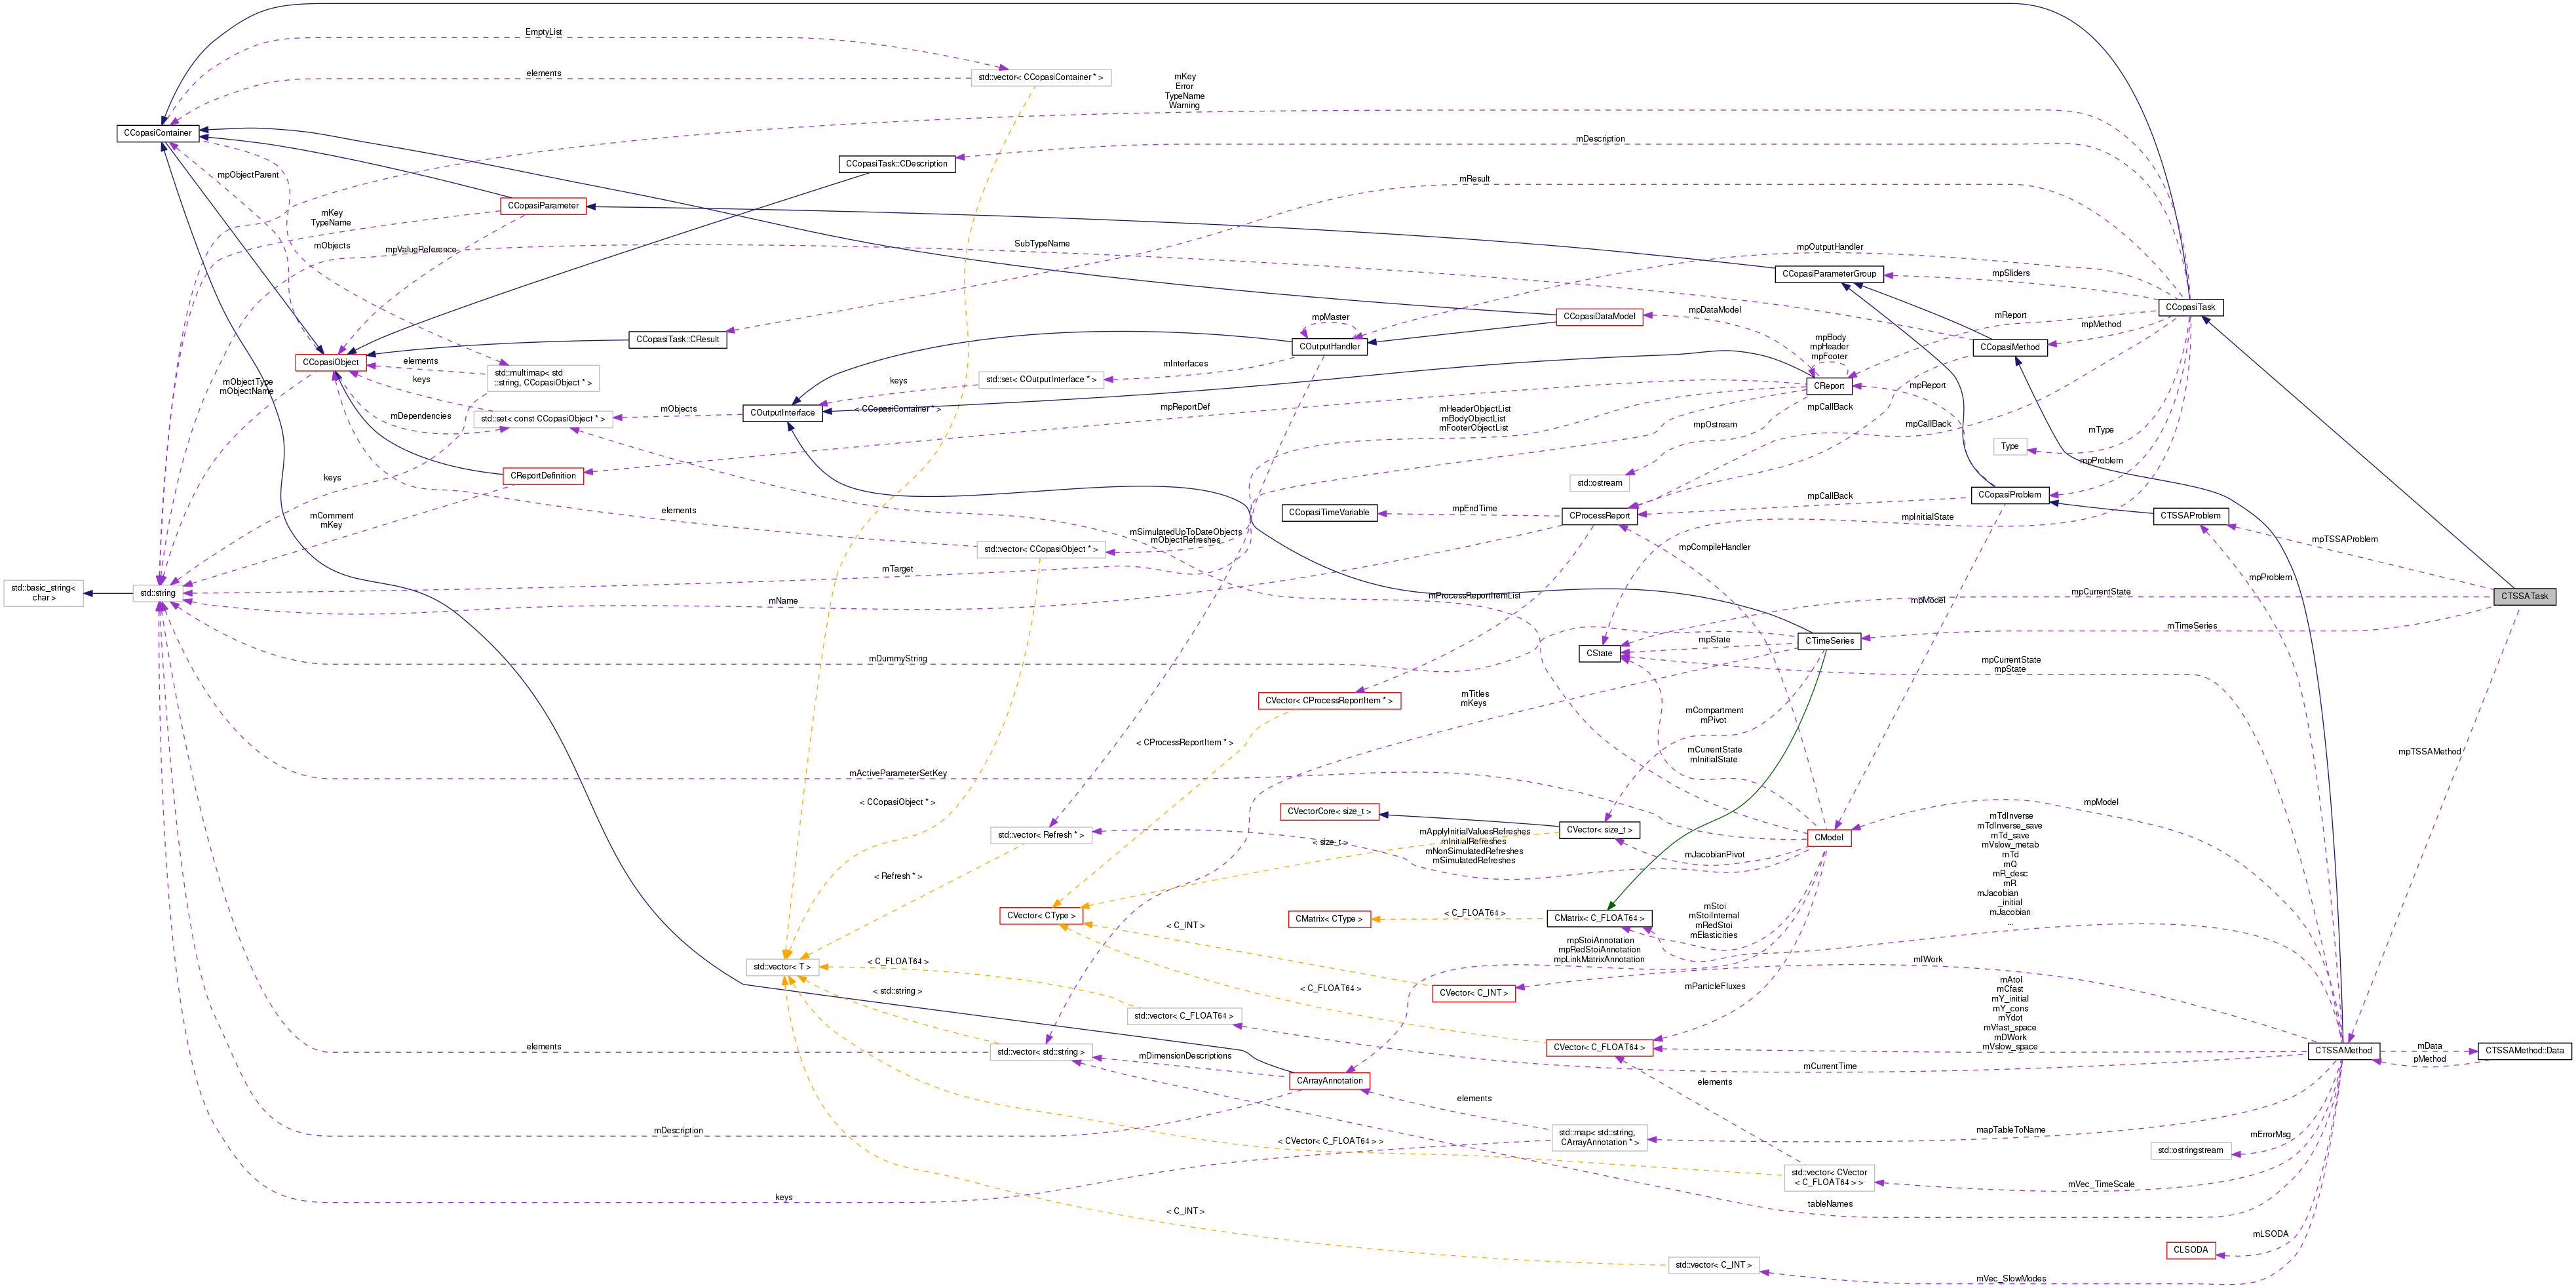 EmptyList
elements
std::vector< CCopasiContainer * >
mKey
Error
TypeName
Warning
CCopasiContainer
mDescription
CCopasiTask::CDescription
mpObjectParent
mResult
CCopasiParameter
mKey
TypeName
mObjects
mpValueReference
SubTypeName
mpOutputHandler
CCopasiParameterGroup
mpSliders
CCopasiTask
mpDataModel
CCopasiDataModel
mReport
mpMethod
mpMaster
CCopasiTask::CResult
COutputHandler
mpBody
mpHeader
mpFooter
CCopasiMethod
CCopasiObject
elements
mInterfaces
keys
std::multimap< std
::string, CCopasiObject * >
keys
std::set< COutputInterface * >
CReport
mpReport
mObjectType
mObjectName
mDependencies
std::set< const CCopasiObject * >
mObjects
COutputInterface
< CCopasiContainer * >
mpReportDef
mHeaderObjectList
mBodyObjectList
mFooterObjectList
mpCallBack
mpOstream
mpCallBack
mType
Type
mpProblem
keys
CReportDefinition
std::ostream
CCopasiProblem
mpCallBack
mComment
mKey
elements
CCopasiTimeVariable
mpEndTime
CProcessReport
mpInitialState
CTSSAProblem
mSimulatedUpToDateObjects
mObjectRefreshes
std::vector< CCopasiObject * >
mpCompileHandler
mpTSSAProblem
mTarget
mpProblem
std::basic_string<
char >
std::string
mName
mProcessReportItemList
mpModel
mpCurrentState
CTSSATask
mTimeSeries
mpState
CTimeSeries
CState
mDummyString
mpCurrentState
mpState
CVector< CProcessReportItem * >
mTitles
mKeys
mCompartment
mPivot
< CProcessReportItem * >
mCurrentState
mInitialState
mpTSSAMethod
mActiveParameterSetKey
< CCopasiObject * >
CVectorCore< size_t >
mpModel
std::vector< Refresh * >
mApplyInitialValuesRefreshes
mInitialRefreshes
mNonSimulatedRefreshes
mSimulatedRefreshes
< size_t >
CVector< size_t >
CModel
mJacobianPivot
mTdInverse
mTdInverse_save
mTd_save
mVslow_metab
mTd
mQ
mR_desc
mR
mJacobian
_initial
mJacobian
...
< Refresh * >
CVector< CType >
CMatrix< CType >
< C_FLOAT64 >
CMatrix< C_FLOAT64 >
mStoi
mStoiInternal
mRedStoi
mElasticities
< C_INT >
mpStoiAnnotation
mpRedStoiAnnotation
mpLinkMatrixAnnotation
std::vector< T >
< C_FLOAT64 >
mIWork
< std::string >
< C_FLOAT64 >
CVector< C_INT >
mParticleFluxes
mAtol
mCfast
mY_initial
mY_cons
mYdot
mVfast_space
mDWork
mVslow_space
std::vector< C_FLOAT64 >
elements
std::vector< std::string >
mDimensionDescriptions
CVector< C_FLOAT64 >
CTSSAMethod
mData
pMethod
CTSSAMethod::Data
mCurrentTime
CArrayAnnotation
elements
elements
mDescription
< CVector< C_FLOAT64 > >
std::map< std::string,
CArrayAnnotation * >
mapTableToName
mErrorMsg
std::ostringstream
std::vector< CVector
< C_FLOAT64 > >
mVec_TimeScale
keys
tableNames
< C_INT >
mLSODA
CLSODA
std::vector< C_INT >
mVec_SlowModes